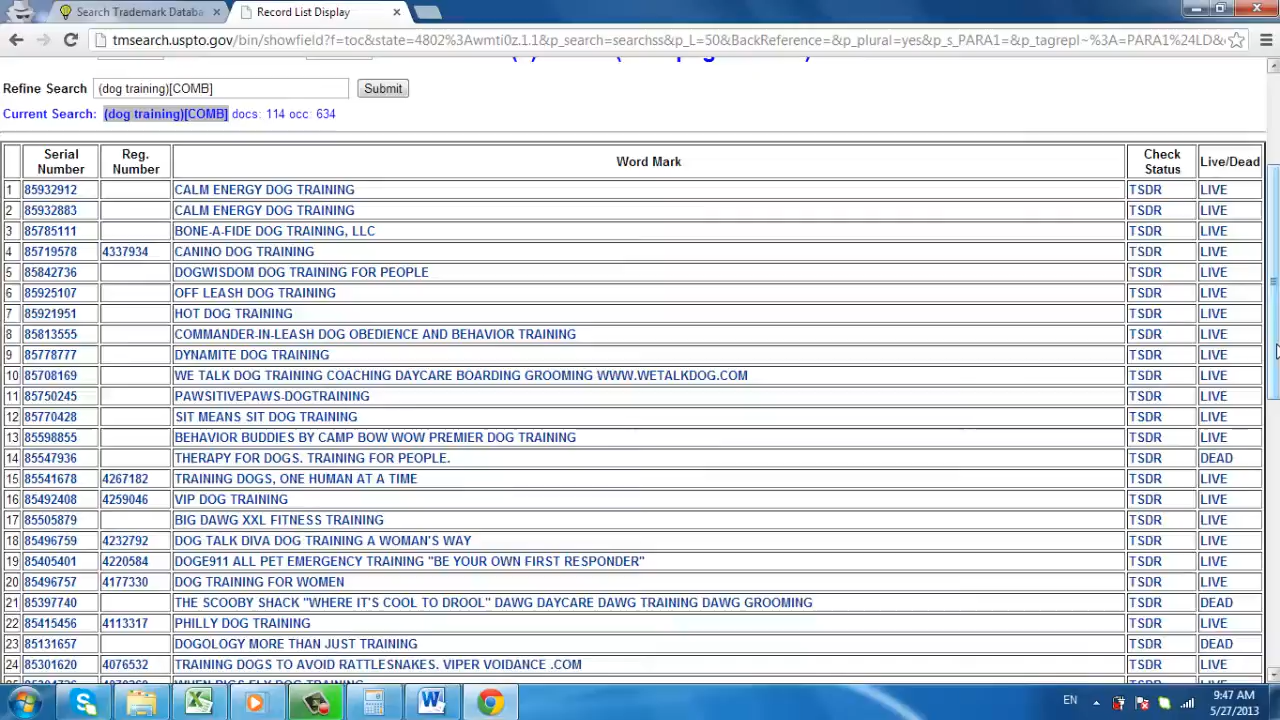 Search Trademark Databa
Record List Display
tmsearch.uspto.gov/bin/showfield?f=toc&state=4802%3Awmti0z.1.1&p_search=searchss&p_L=50&BackReference=&p_plural=yes&p_s_PARA1=&p_tagrepl~%3A=PARA1%24LD&
Refine Search (dog training)[COMB] Submit
Current Search: (dog training)[COMB] docs: 114 occ: 634
Serial Number Reg. Number Word Mark Check Status Live/Dead
1 85932912 CALM ENERGY DOG TRAINING TSDR LIVE
2 85932883 CALM ENERGY DOG TRAINING TSDR LIVE
3 85785111 BONE-A-FIDE DOG TRAINING, LLC TSDR LIVE
4 85719578 4337934 CANINO DOG TRAINING TSDR LIVE
5 85842736 DOGWISDOM DOG TRAINING FOR PEOPLE TSDR LIVE
6 85925107 OFF LEASH DOG TRAINING TSDR LIVE
7 85921951 HOT DOG TRAINING TSDR LIVE
8 85813555 COMMANDER-IN-LEASH DOG OBEDIENCE AND BEHAVIOR TRAINING TSDR LIVE
9 85778777 DYNAMITE DOG TRAINING TSDR LIVE
10 85708169 WE TALK DOG TRAINING COACHING DAYCARE BOARDING GROOMING WWW.WETALKDOG.COM TSDR LIVE
11 85750245 PAWSITIVEPAWS-DOGTRAINING TSDR LIVE
12 85770428 SIT MEANS SIT DOG TRAINING TSDR LIVE
13 85598855 BEHAVIOR BUDDIES BY CAMP BOW WOW PREMIER DOG TRAINING TSDR LIVE
14 85547936 THERAPY FOR DOGS. TRAINING FOR PEOPLE. TSDR DEAD
15 85541678 4267182 TRAINING DOGS, ONE HUMAN AT A TIME TSDR LIVE
16 85492408 4259046 VIP DOG TRAINING TSDR LIVE
17 85505879 BIG DAWG XXL FITNESS TRAINING TSDR LIVE
18 85496759 4232792 DOG TALK DIVA DOG TRAINING A WOMAN'S WAY TSDR LIVE
19 85405401 4220584 DOGE911 ALL PET EMERGENCY TRAINING "BE YOUR OWN FIRST RESPONDER" TSDR LIVE
20 85496757 4177330 DOG TRAINING FOR WOMEN TSDR LIVE
21 85397740 THE SCOOBY SHACK "WHERE IT'S COOL TO DROOL" DAWG DAYCARE DAWG TRAINING DAWG GROOMING TSDR DEAD
22 85415456 4113317 PHILLY DOG TRAINING TSDR LIVE
23 85131657 DOGOLOGY MORE THAN JUST TRAINING TSDR DEAD
24 85301620 4076532 TRAINING DOGS TO AVOID RATTLESNAKES. VIPER VOIDANCE .COM TSDR LIVE
WHEN PIGS FLY DOG TRAINING
EN 9:47 AM
5/27/2013